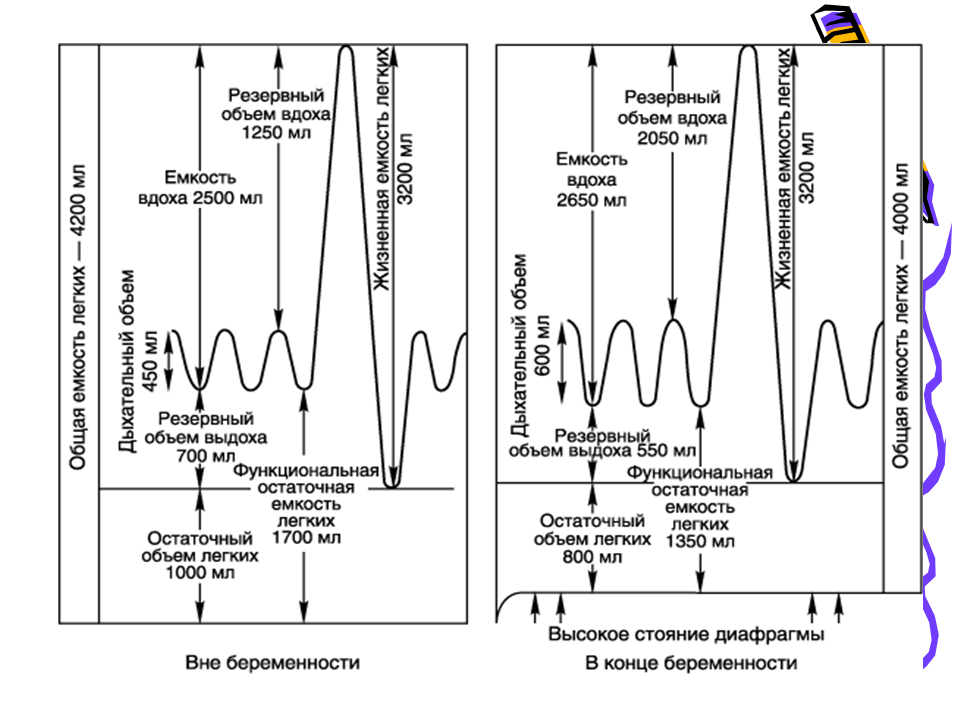 Общая емкость легких — 4200 мл
Дыхательный объем
450 мл
Емкость
вдоха 2500 мл
Резервный
объем вдоха
1250 мл
Жизненная емкость легких
3200 мл
Резервный
объем выдоха
700 мл
Функциональная
остаточная
емкость
легких
1700 мл
Остаточный
объем легких
1000 мл
Вне беременности
Дыхательный объем
600 мл
Емкость
вдоха
2650 мл
Резервный
объем вдоха
2050 мл
Жизненная емкость легких
3200 мл
Резервный
объем выдоха 550 мл
Функциональная
остаточная
емкость
легких
1350 мл
Остаточный
объем легких
800 мл
Общая емкость легких — 4000 мл
Высокое стояние диафрагмы
В конце беременности